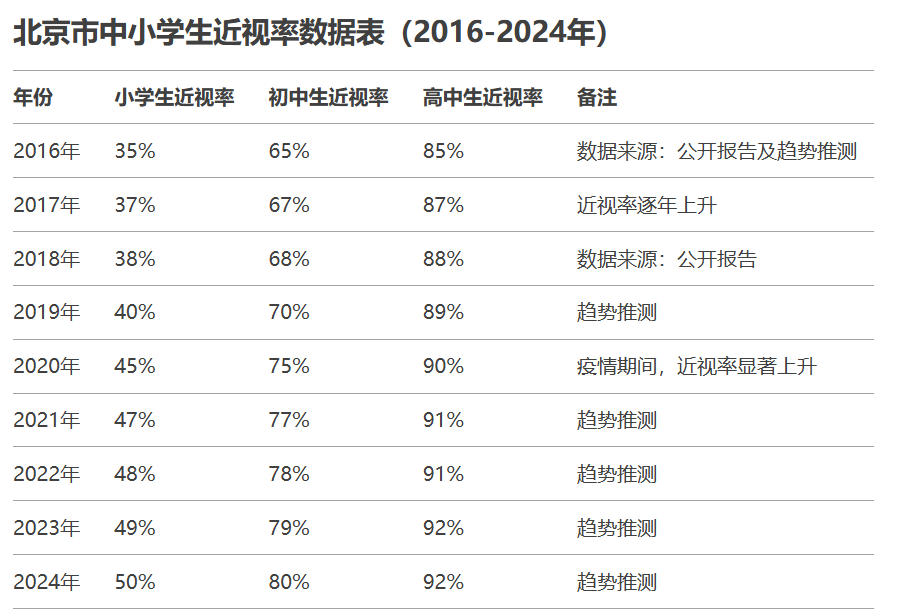 北京市中小学生近视率数据表（2016-2024年）
年份 小学生近视率 初中生近视率 高中生近视率 备注
2016年 35% 65% 85% 数据来源：公开报告及趋势推测
2017年 37% 67% 87% 近视率逐年上升
2018年 38% 68% 88% 数据来源：公开报告
2019年 40% 70% 89% 趋势推测
2020年 45% 75% 90% 疫情期间，近视率显著上升
2021年 47% 77% 91% 趋势推测
2022年 48% 78% 91% 趋势推测
2023年 49% 79% 92% 趋势推测
2024年 50% 80% 92% 趋势推测